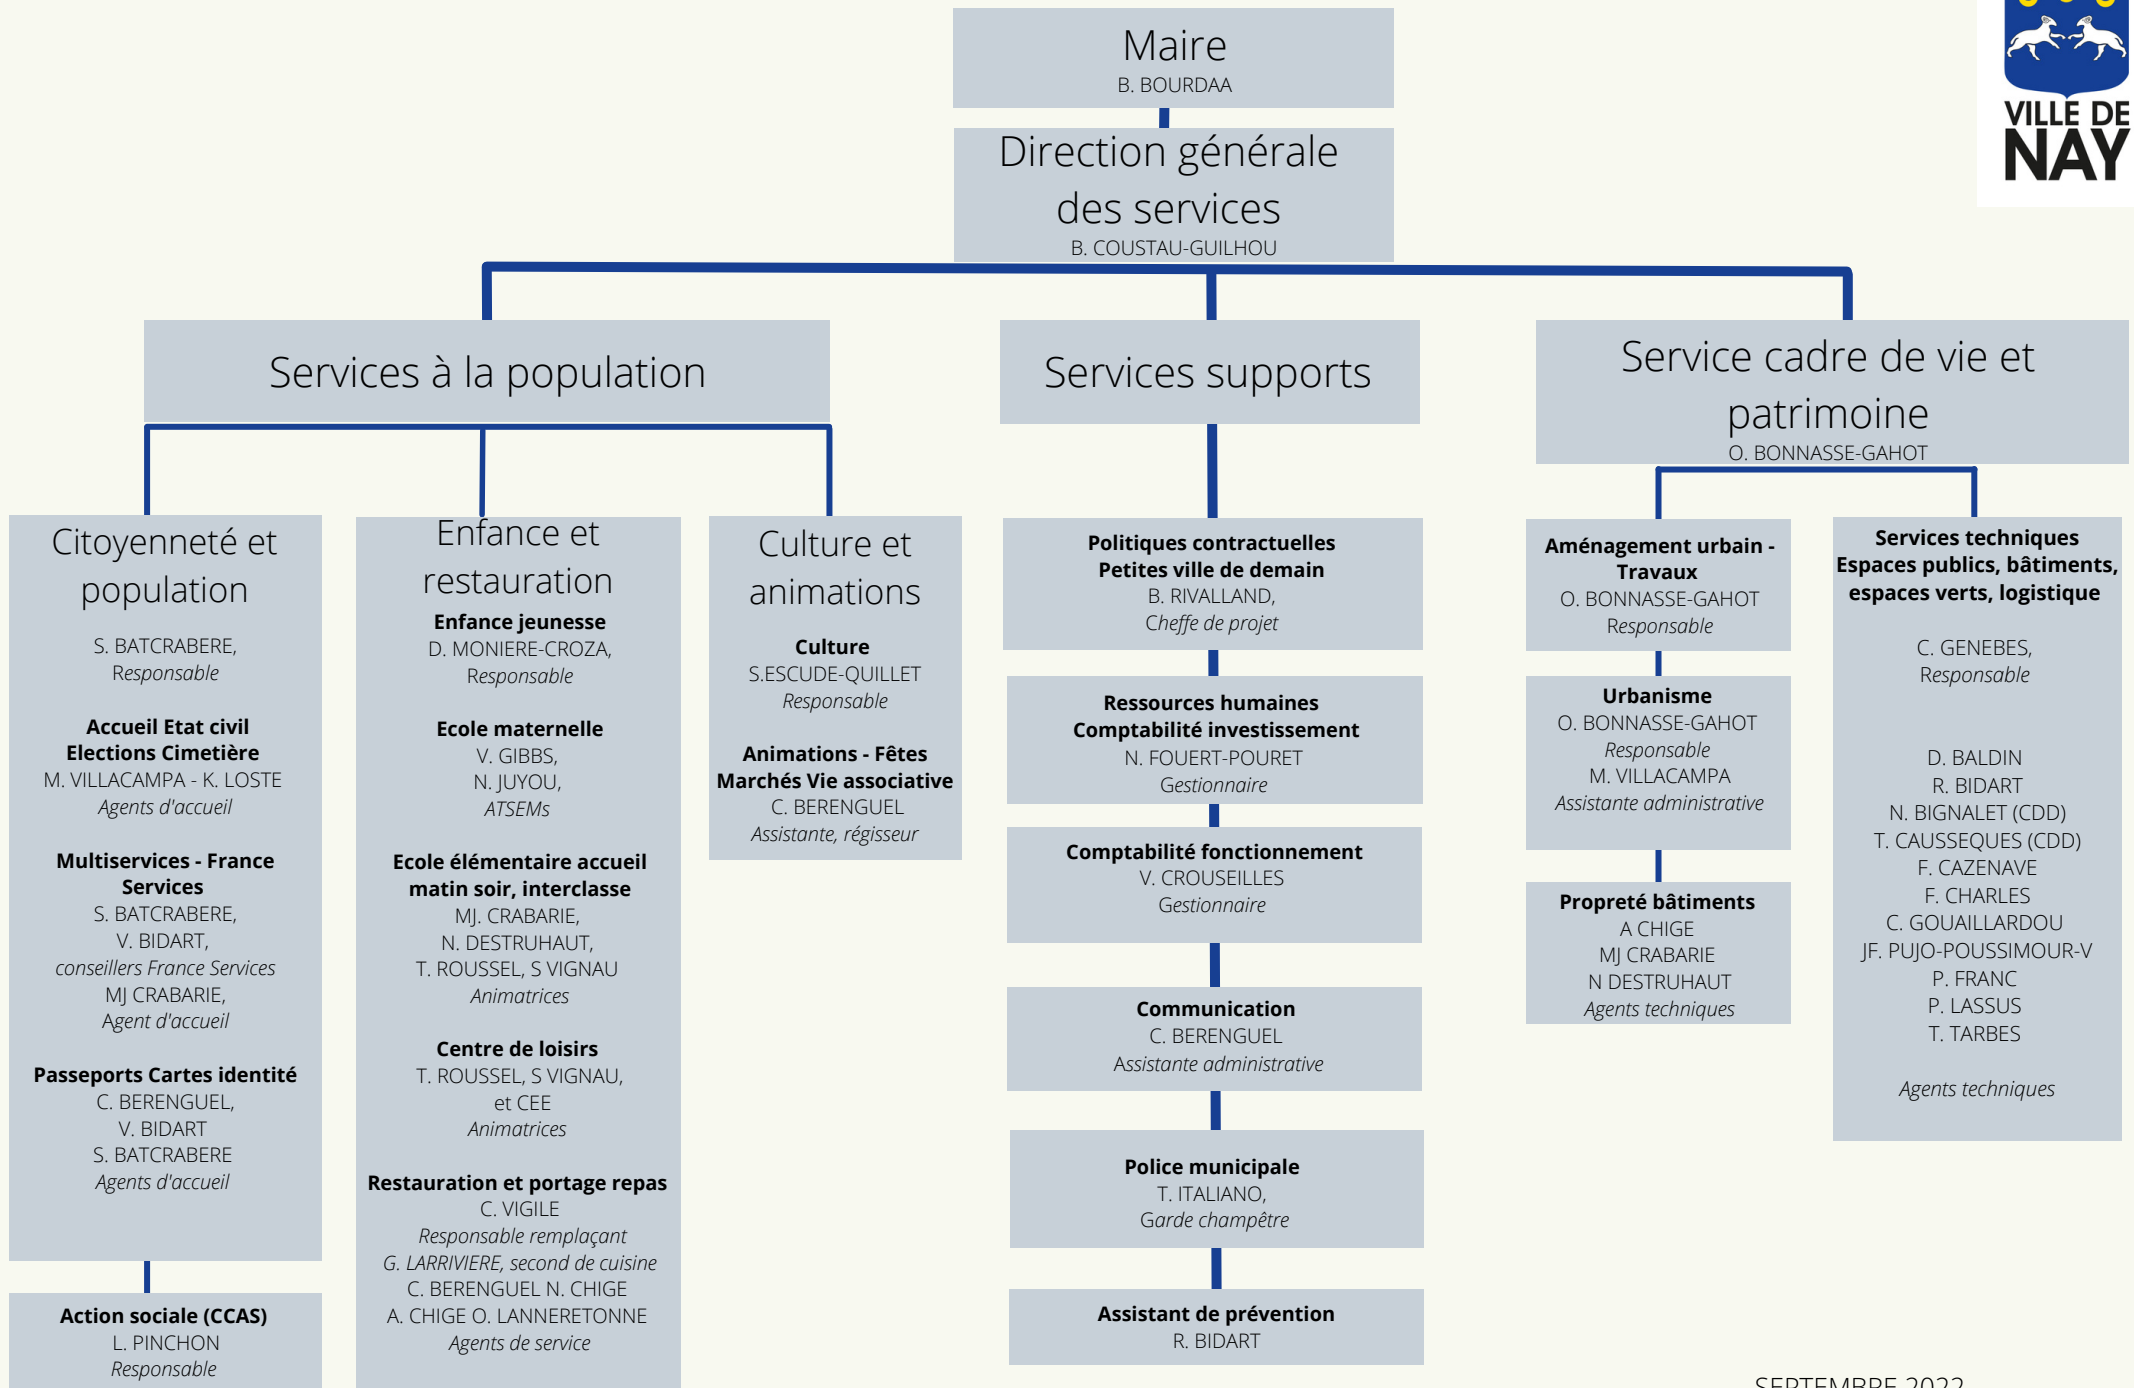 Maire
B. BOURDAA
VILLE DE
NAY
Direction générale
des services
B. COUSTAU-GUILHOU
Services à la population
Services supports
Service cadre de vie et
patrimoine
O. BONNASSE-GAHOT
Citoyenneté et
population
S. BATCRABERE,
Responsable
Accueil Etat civil
Elections Cimetière
M. VILLACAMPA - K. LOSTE
Agents d'accueil
Multiservices - France
Services
S. BATCRABERE,
V. BIDART,
conseillers France Services
MJ CRABARIE,
Agent d'accueil
Passeports Cartes identité
C. BERENGUEL,
V. BIDART
S. BATCRABERE
Agents d'accueil
Action sociale (CCAS)
L. PINCHON
Responsable
Enfance et
restauration
Enfance jeunesse
D. MONIERE-CROZA,
Responsable
Ecole maternelle
V. GIBBS,
N. JUYOU,
ATSEMs
Ecole élémentaire accueil
matin soir, interclasse
MJ. CRABARIE,
N. DESTRUHAUT,
T. ROUSSEL, S VIGNAU
Animatrices
Centre de loisirs
T. ROUSSEL, S VIGNAU,
et CEE
Animatrices
Restauration et portage repas
C. VIGILE
Responsable remplaçant
G. LARRIVIERE, second de cuisine
C. BERENGUEL N. CHIGE
A. CHIGE O. LANNERETONNE
Agents de service
Culture et
animations
Culture
S.ESCUDE-QUILLET
Responsable
Animations - Fêtes
Marchés Vie associative
C. BERENGUEL
Assistante, régisseur
Politiques contractuelles
Petites ville de demain
B. RIVALLAND,
Cheffe de projet
Ressources humaines
Comptabilité investissement
N. FOUERT-POURET
Gestionnaire
Comptabilité fonctionnement
V. CROUSEILLES
Gestionnaire
Communication
C. BERENGUEL
Assistante administrative
Police municipale
T. ITALIANO,
Garde champêtre
Assistant de prévention
R. BIDART
Aménagement urbain -
Travaux
O. BONNASSE-GAHOT
Responsable
Urbanisme
O. BONNASSE-GAHOT
Responsable
M. VILLACAMPA
Assistante administrative
Propreté bâtiments
A CHIGE
MJ CRABARIE
N DESTRUHAUT
Agents techniques
Services techniques
Espaces publics, bâtiments,
espaces verts, logistique
C. GENEBES,
Responsable
D. BALDIN
R. BIDART
N. BIGNALET (CDD)
T. CAUSSEQUES (CDD)
F. CAZENAVE
F. CHARLES
C. GOUAILLARDOU
JF. PUJO-POUSSIMOUR-V
P. FRANC
P. LASSUS
T. TARBES
Agents techniques
SEPTEMBRE 2022